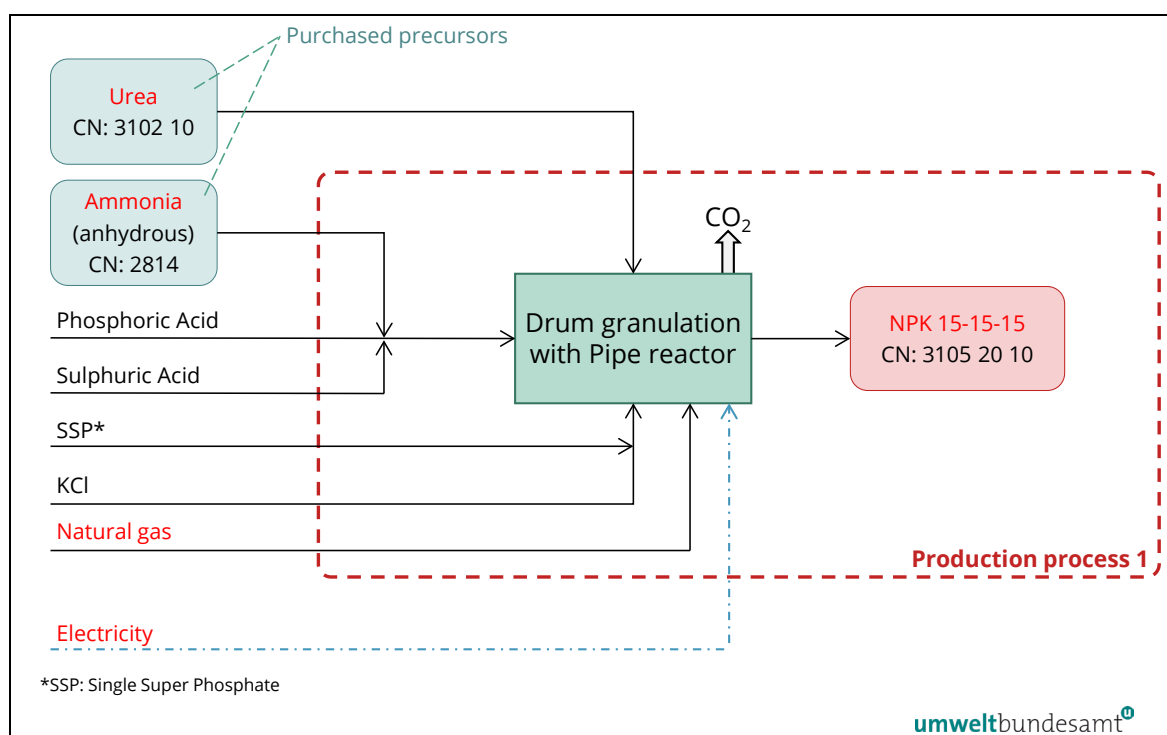 Purchased precursors
Urea
CN: 3102 10
Ammonia
(anhydrous)
CN: 2814
CO₂
Phosphoric Acid
Drum granulation
with Pipe reactor
NPK 15-15-15
CN: 3105 20 10
Sulphuric Acid
SSP*
KCl
Natural gas
Production process 1
Electricity
*SSP: Single Super Phosphate
umweltbundesamt
u